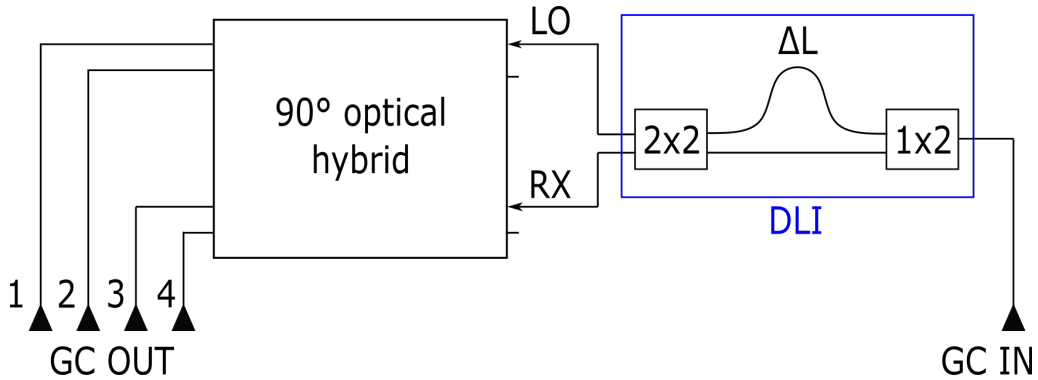 LO
ΔL
90° optical
hybrid
2x2
1x2
RX
DLI
1 2 3 4
GC OUT
GC IN